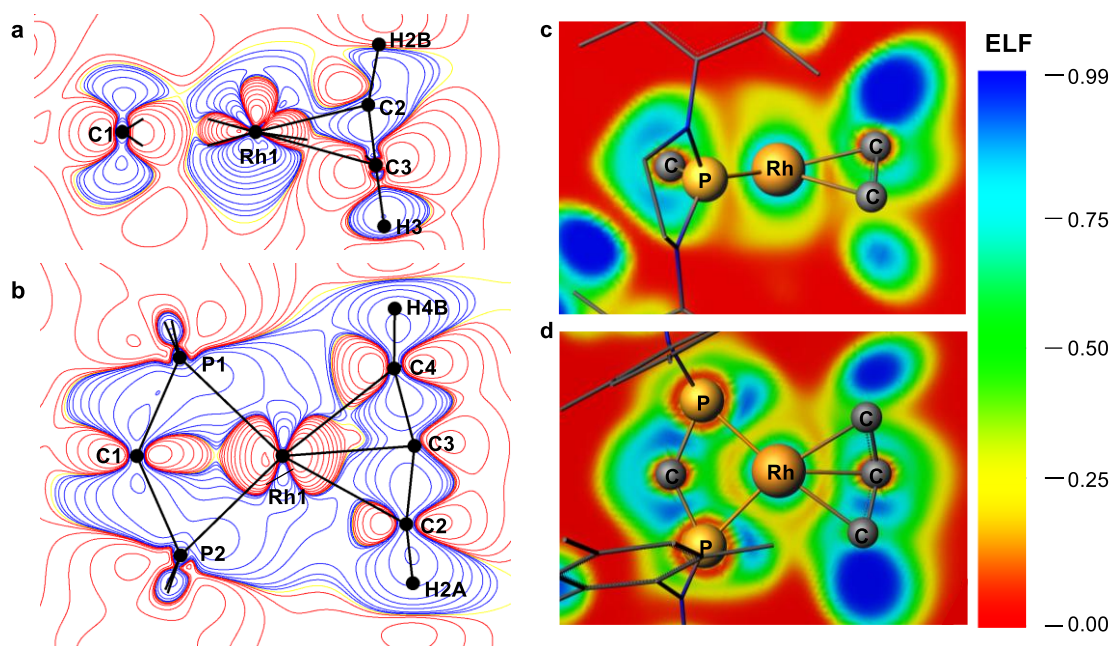 a
H2B
C2
C1
Rh1
C3
H3
b
H4B
P1
C4
C1
C3
Rh1
C2
P2
H2A
c
C
C
P
Rh
C
C
d
P
C
C
Rh
C
P
C
ELF
0.99
0.75
0.50
0.25
0.00